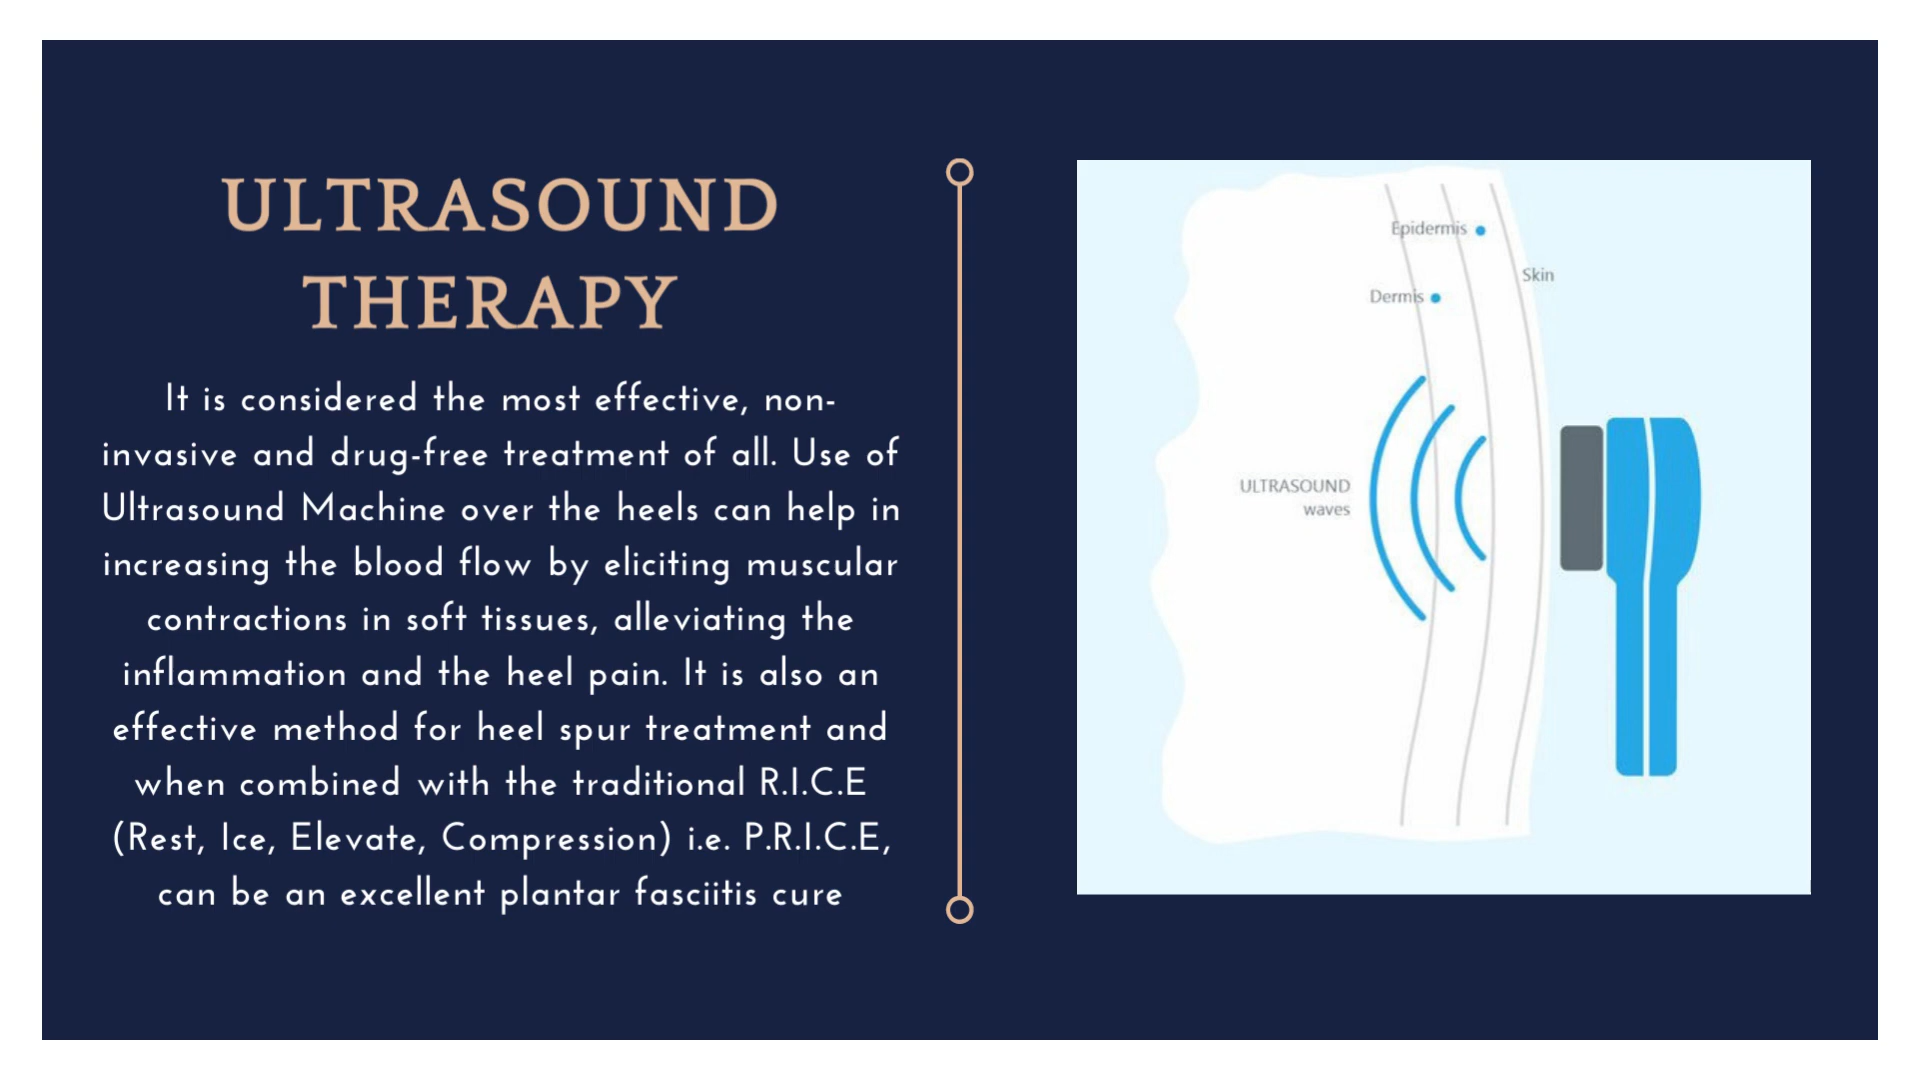 ULTRASOUND
THERAPY
It is considered the most effective, non-
invasive and drug-free treatment of all. Use of
Ultrasound Machine over the heels can help in
increasing the blood flow by eliciting muscular
contractions in soft tissues, alleviating the
inflammation and the heel pain. It is also an
effective method for heel spur treatment and
when combined with the traditional R.I.C.E
(Rest, Ice, Elevate, Compression) i.e. P.R.I.C.E,
can be an excellent plantar fasciitis cure
Epidermis
Skin
Dermis
ULTRASOUND
waves